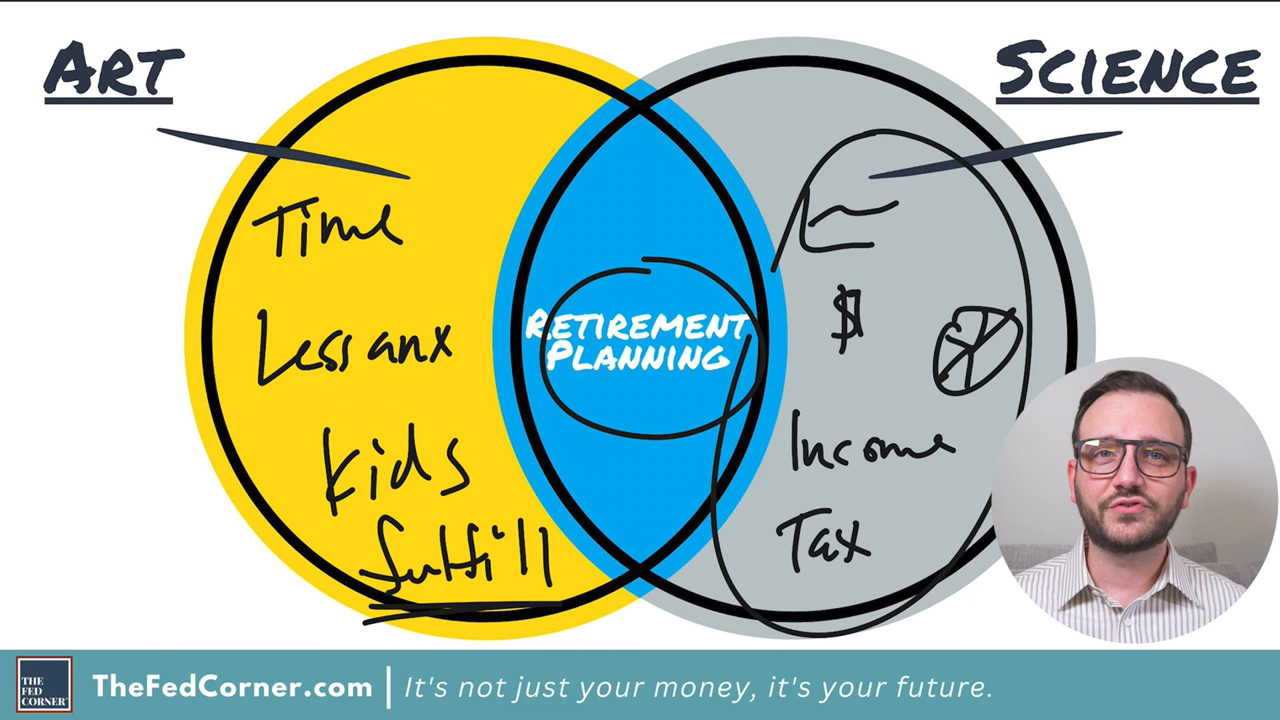 ART
SCIENCE
Time
Less anx
Kids
fulfill
RETIREMENT
PLANNING
$
Income
Tax
THE
FED
CORNER
TheFedCorner.com | It's not just your money, it's your future.